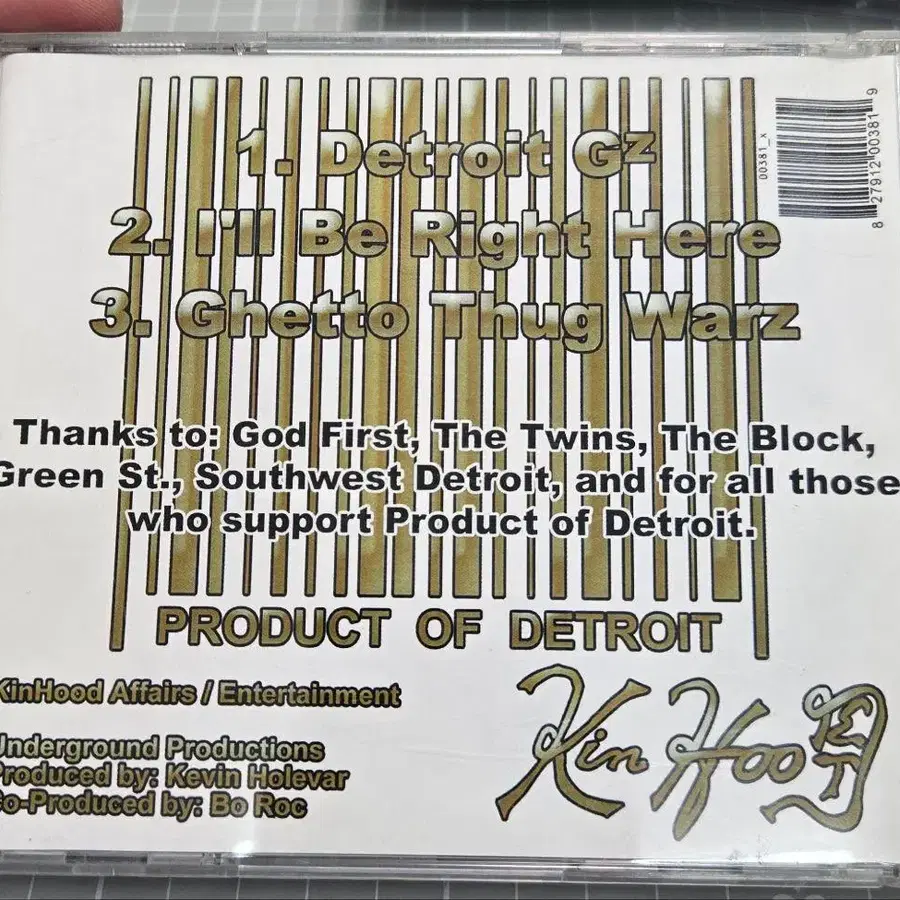 1. Detroit Gz
2. I'll Be Right Here
3. Ghetto Thug Warz
00381_x
8 27912 00381 9
Thanks to: God First, The Twins, The Block,
Green St., Southwest Detroit, and for all those
who support Product of Detroit.
PRODUCT OF DETROIT
KinHood Affairs / Entertainment
Underground Productions
Produced by: Kevin Holevar
Co-Produced by: Bo Roc
Kin Hood
ET